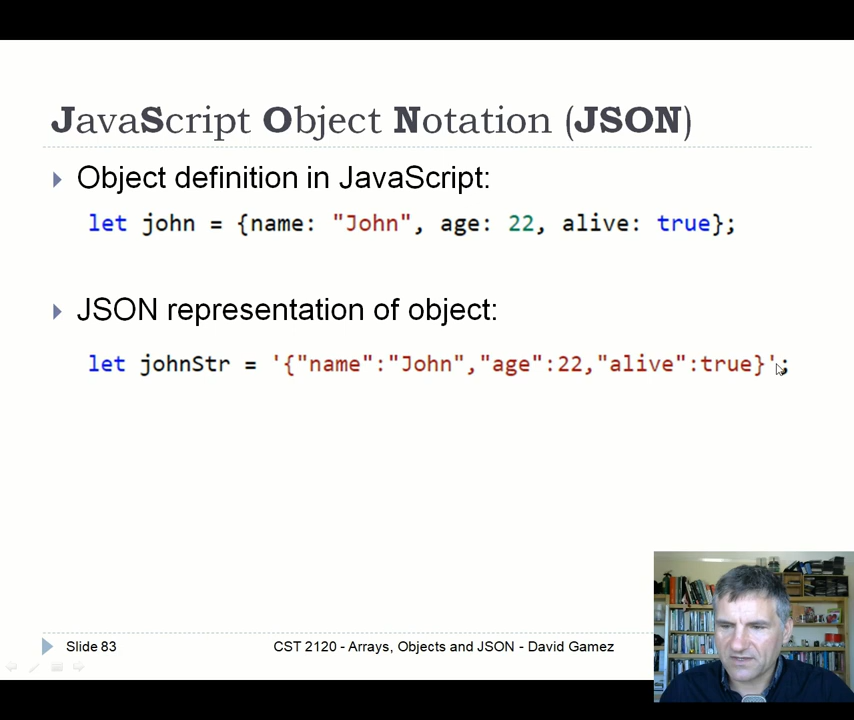 JavaScript Object Notation (JSON)
Object definition in JavaScript:
let john = {name: "John", age: 22, alive: true};
JSON representation of object:
let johnStr = '{"name":"John","age":22,"alive":true}';
Slide 83
CST 2120 - Arrays, Objects and JSON - David Gamez